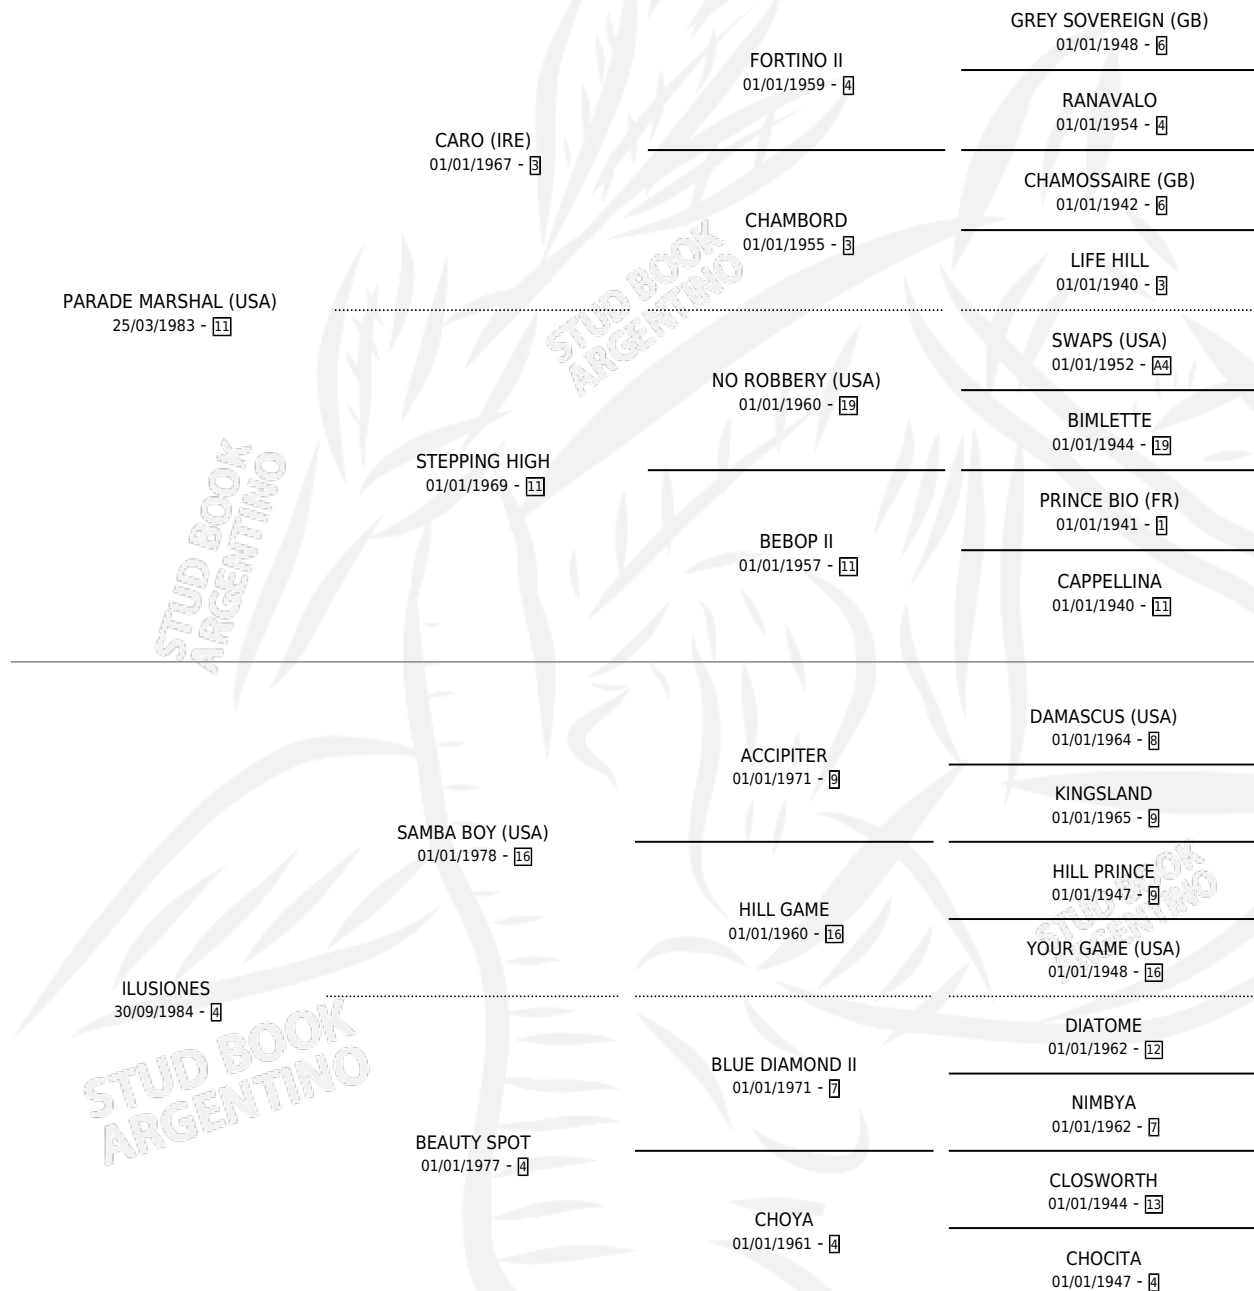 GREY SOVEREIGN (GB)
01/01/1948 - 6
FORTINO II
01/01/1959 - 4
RANAVALO
01/01/1954 - 4
CARO (IRE)
01/01/1967 - 3
CHAMOSSAIRE (GB)
01/01/1942 - 6
CHAMBORD
01/01/1955 - 3
LIFE HILL
01/01/1940 - 3
PARADE MARSHAL (USA)
25/03/1983 - 11
SWAPS (USA)
01/01/1952 - A4
NO ROBBERY (USA)
01/01/1960 - 19
BIMLETTE
01/01/1944 - 19
STEPPING HIGH
01/01/1969 - 11
PRINCE BIO (FR)
01/01/1941 - 1
BEBOP II
01/01/1957 - 11
CAPPELLINA
01/01/1940 - 11
DAMASCUS (USA)
01/01/1964 - 8
ACCIPITER
01/01/1971 - 9
KINGSLAND
01/01/1965 - 9
SAMBA BOY (USA)
01/01/1978 - 16
HILL PRINCE
01/01/1947 - 9
HILL GAME
01/01/1960 - 16
YOUR GAME (USA)
01/01/1948 - 16
ILUSIONES
30/09/1984 - 4
DIATOME
01/01/1962 - 12
BLUE DIAMOND II
01/01/1971 - 7
NIMBYA
01/01/1962 - 7
BEAUTY SPOT
01/01/1977 - 4
CLOSWORTH
01/01/1944 - 13
CHOYA
01/01/1961 - 4
CHOCITA
01/01/1947 - 4
STUD BOOK
ARGENTINO
STUD BOOK
ARGENTINO
STUD BOOK
ARGENTINO
STUD BOOK
ARGENTINO